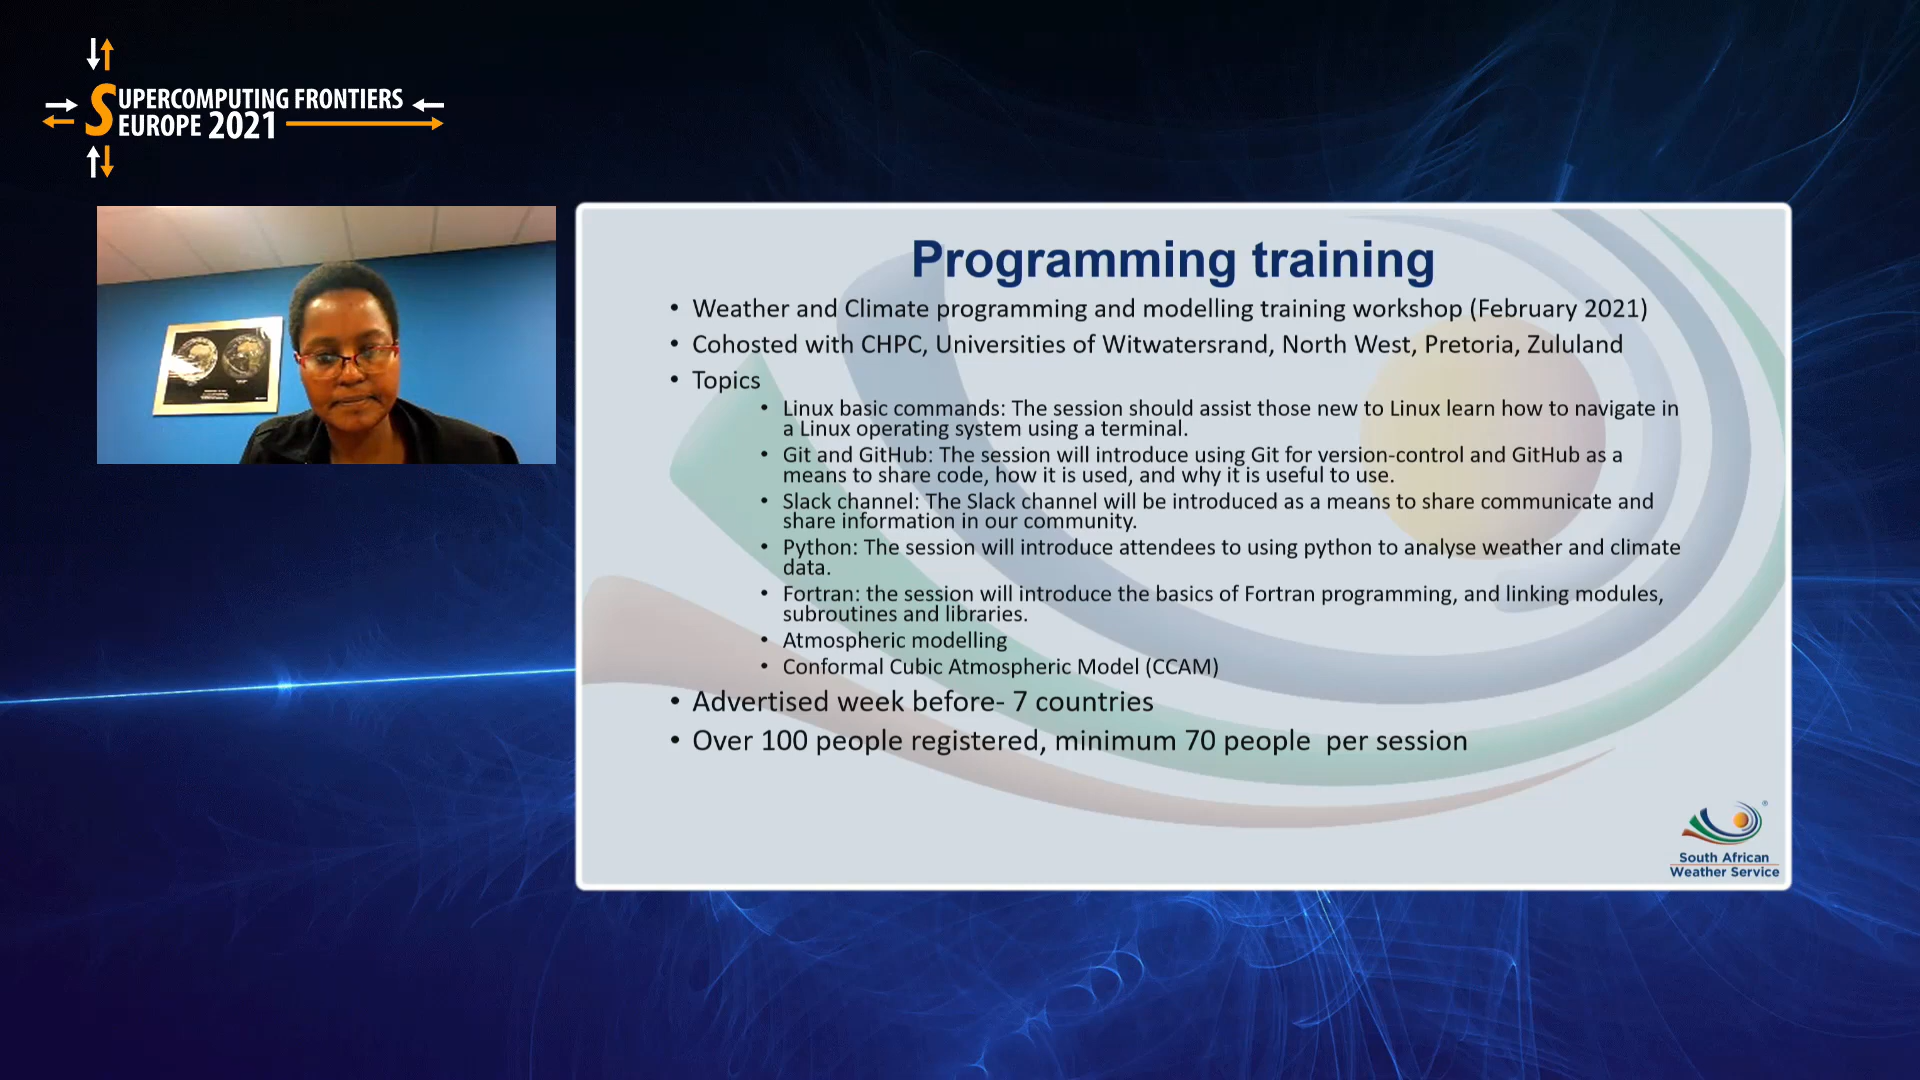 SUPERCOMPUTING FRONTIERS
EUROPE 2021
Programming training
• Weather and Climate programming and modelling training workshop (February 2021)
• Cohosted with CHPC, Universities of Witwatersrand, North West, Pretoria, Zululand
• Topics
• Linux basic commands: The session should assist those new to Linux learn how to navigate in
a Linux operating system using a terminal.
• Git and GitHub: The session will introduce using Git for version-control and GitHub as a
means to share code, how it is used, and why it is useful to use.
• Slack channel: The Slack channel will be introduced as a means to share communicate and
share information in our community.
• Python: The session will introduce attendees to using python to analyse weather and climate
data.
• Fortran: the session will introduce the basics of Fortran programming, and linking modules,
subroutines and libraries.
• Atmospheric modelling
• Conformal Cubic Atmospheric Model (CCAM)
• Advertised week before- 7 countries
• Over 100 people registered, minimum 70 people  per session
®
South African
Weather Service